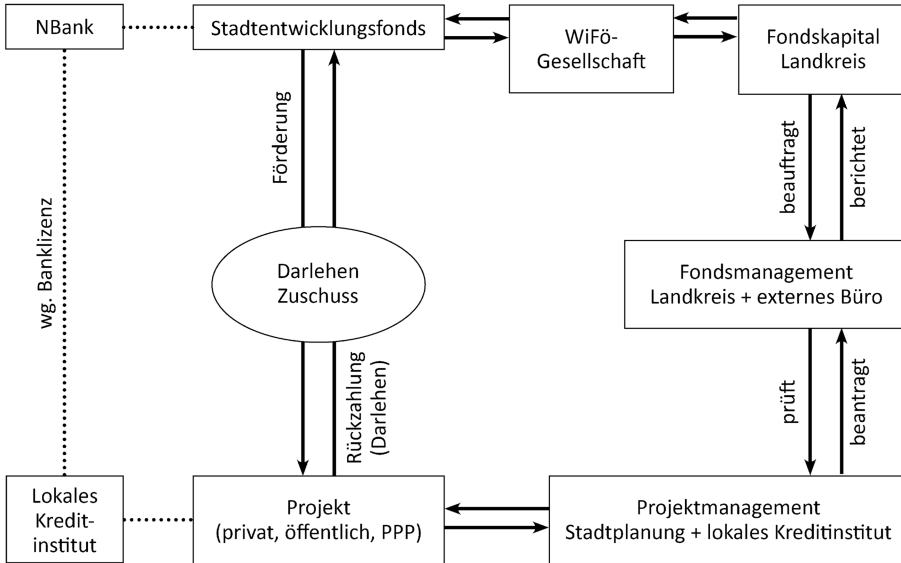 NBank
Stadtentwicklungsfonds
WiFö-
Gesellschaft
Fondskapital
Landkreis
Förderung
beauftragt
berichtet
wg. Banklizenz
Darlehen
Zuschuss
Fondsmanagement
Landkreis + externes Büro
Rückzahlung
(Darlehen)
prüft
beantragt
Lokales
Kredit-
institut
Projekt
(privat, öffentlich, PPP)
Projektmanagement
Stadtplanung + lokales Kreditinstitut